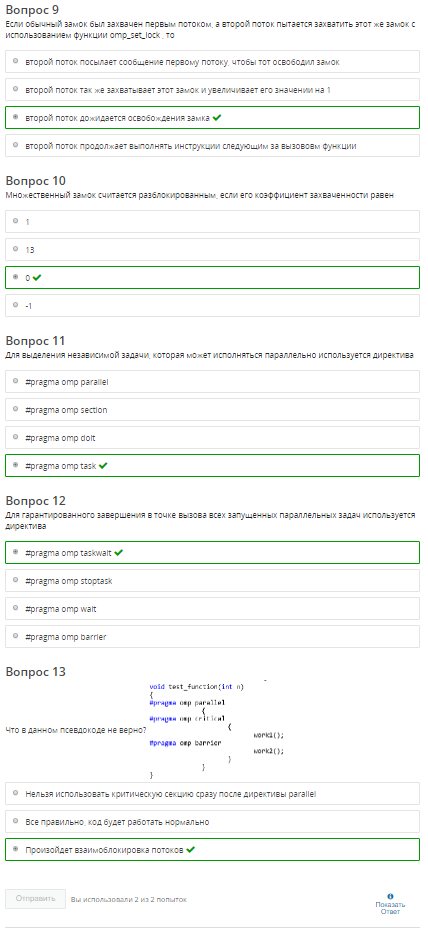 Вопрос 9
Если обычный замок был захвачен первым потоком, а второй поток пытается захватить этот же замок с
использованием функции omp_set_lock , то
второй поток посылает сообщение первому потоку, чтобы тот освободил замок
второй поток так же захватывает этот замок и увеличивает его значении на 1
второй поток дожидается освобождения замка
второй поток продолжает выполнять инструкции следующим за вызововм функции
Вопрос 10
Множественный замок считается разблокированным, если его коэффициент захваченности равен
1
13
0
-1
Вопрос 11
Для выделения независимой задачи, которая может исполняться параллельно используется директива
#pragma omp parallel
#pragma omp section
#pragma omp doit
#pragma omp task
Вопрос 12
Для гарантированного завершения в точке вызова всех запущенных параллельных задач используется
директива
#pragma omp taskwait
#pragma omp stoptask
#pragma omp wait
#pragma omp barrier
Вопрос 13
void test_function(int n)
{
#pragma omp parallel
{
#pragma omp critical
{
Что в данном псевдокоде не верно?
work1();
#pragma omp barrier
work2();
}
}
}
Нельзя использовать критическую секцию сразу после директивы parallel
Все правильно, код будет работать нормально
Произойдет взаимоблокировка потоков
Отправить
Вы использовали 2 из 2 попыток
Показать
Ответ